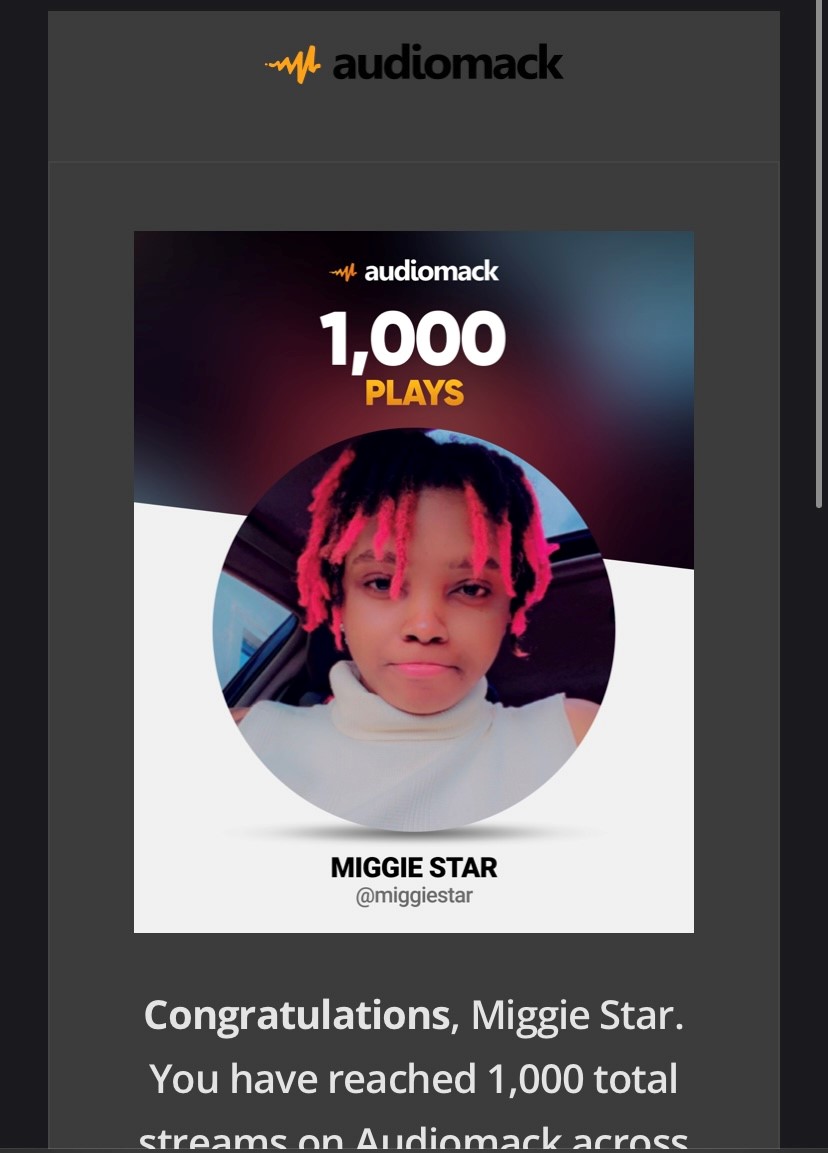 audiomack
audiomack
1,000
PLAYS
MIGGIE STAR
@miggiestar
Congratulations, Miggie Star.
You have reached 1,000 total
streams on Audiomack across